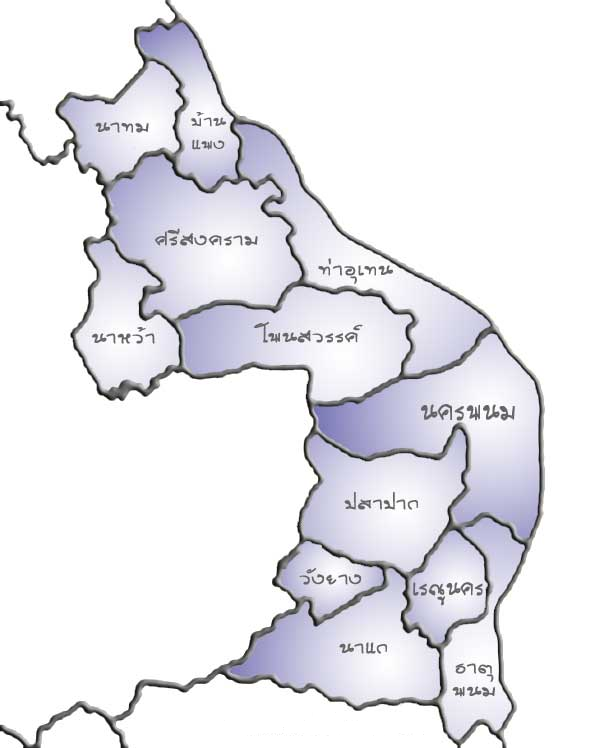 นาทม
บ้าน
แพง
ศรีสงคราม
ท่าอุเทน
นาหว้า
โพนสวรรค์
นครพนม
ปลาปาก
วังยาง
เรณูนคร
นาแก
ธาตุ
พนม